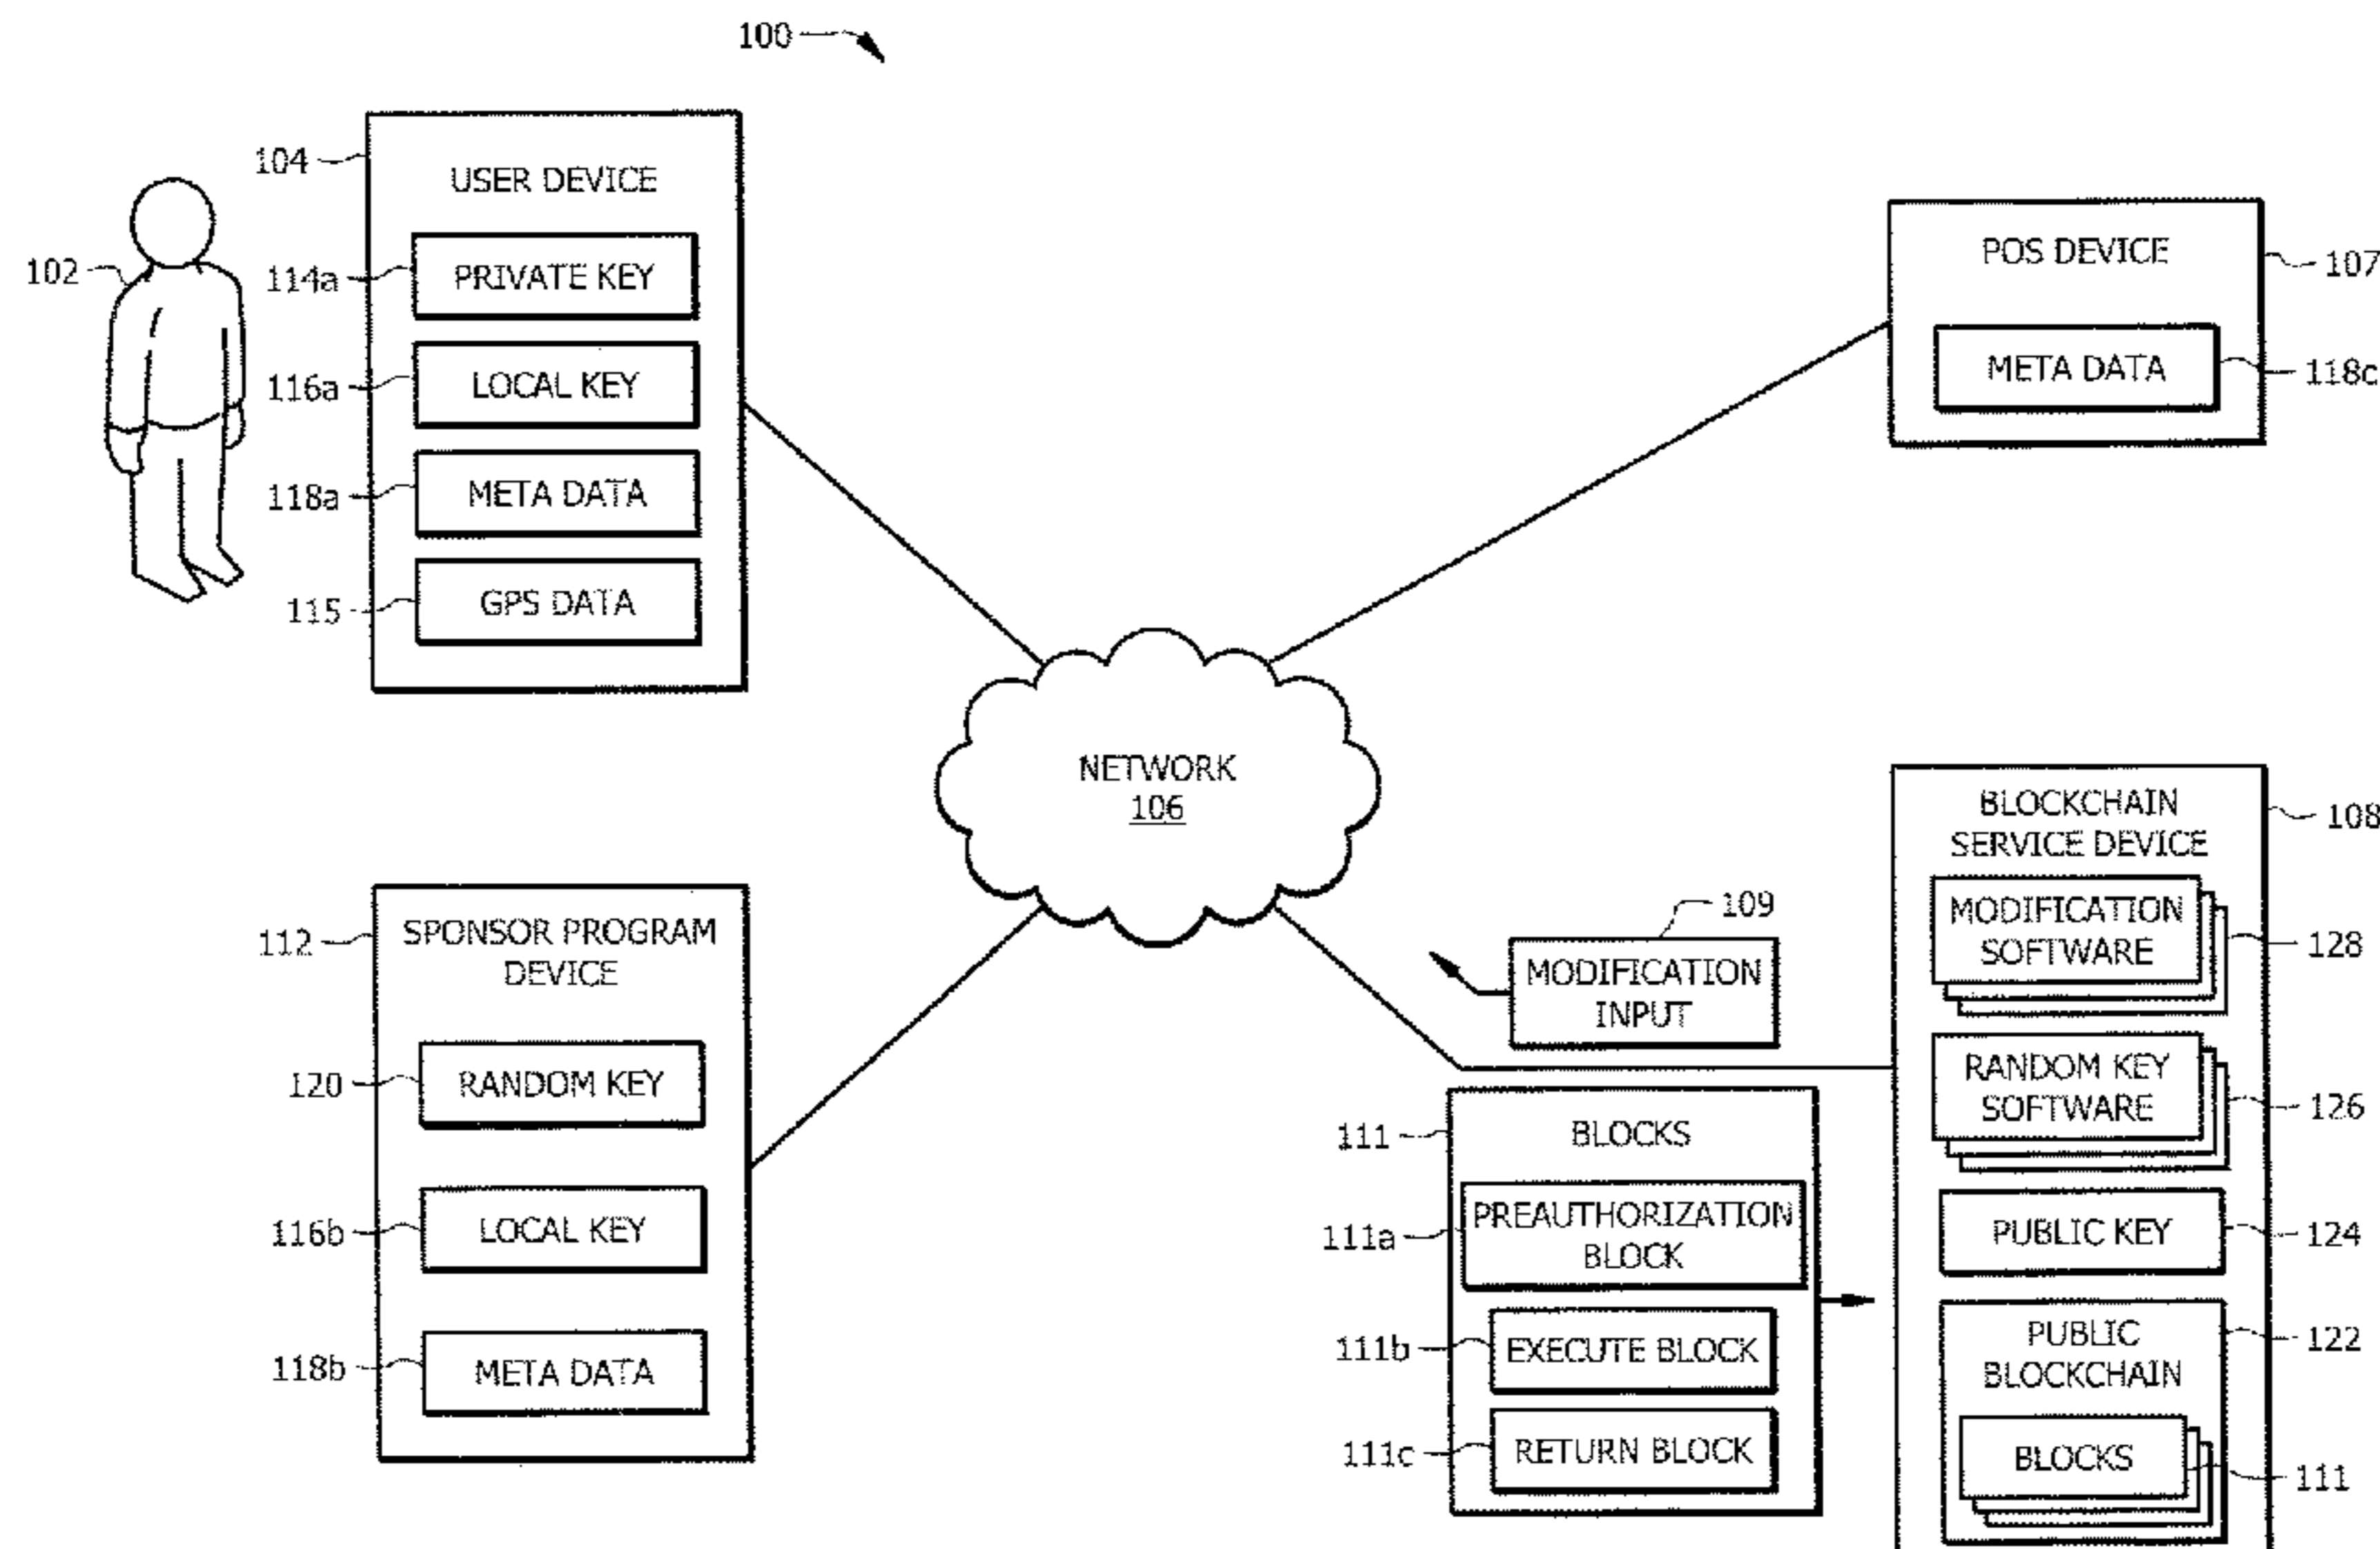 100
104
USER DEVICE
102
114a
PRIVATE KEY
116a
LOCAL KEY
118a
META DATA
115
GPS DATA
POS DEVICE
107
META DATA
118c
NETWORK
106
112
SPONSOR PROGRAM
DEVICE
120
RANDOM KEY
116b
LOCAL KEY
118b
META DATA
109
MODIFICATION
INPUT
111
BLOCKS
111a
PREAUTHORIZATION
BLOCK
111b
EXECUTE BLOCK
111c
RETURN BLOCK
BLOCKCHAIN
SERVICE DEVICE
108
MODIFICATION
SOFTWARE
128
RANDOM KEY
SOFTWARE
126
PUBLIC KEY
124
PUBLIC
BLOCKCHAIN
122
BLOCKS
111